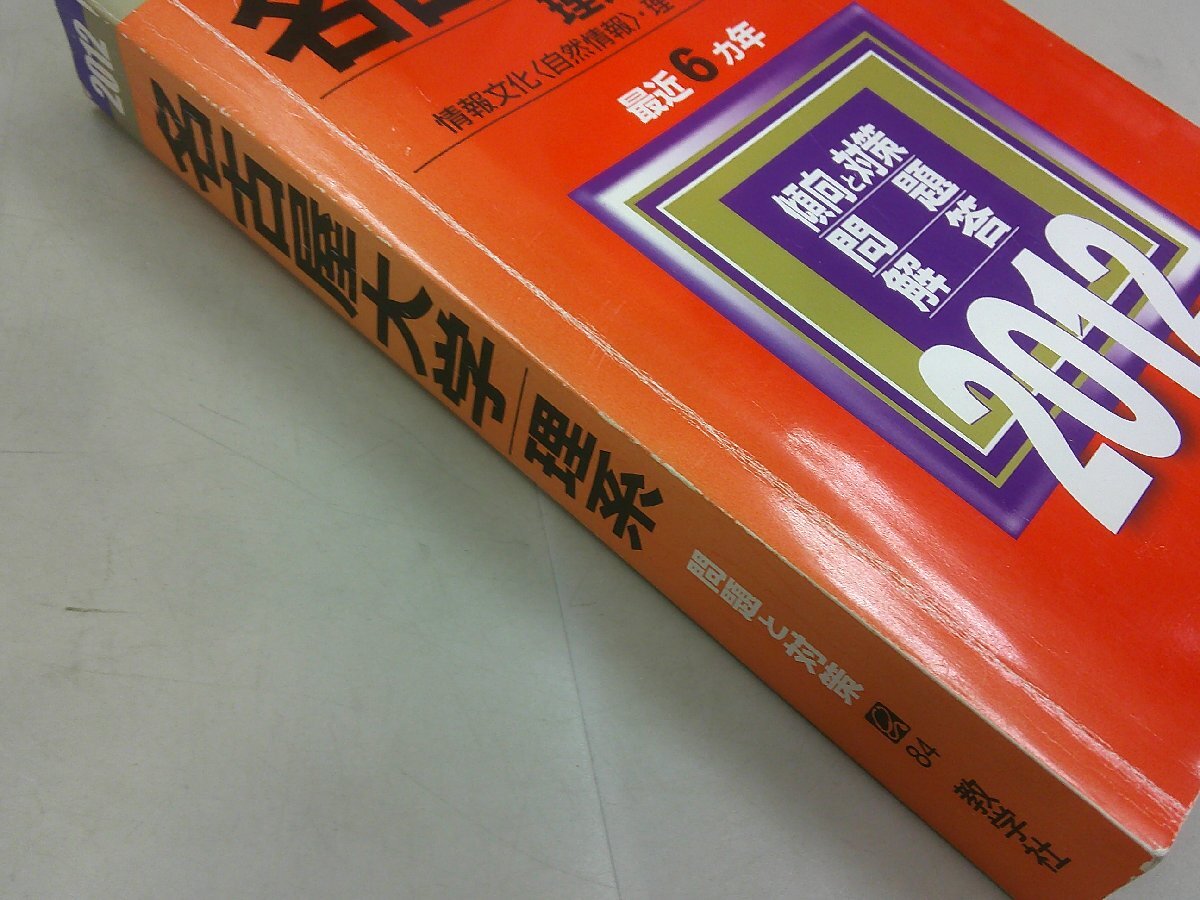 2012
名古屋大学 理系
問題と対策
84
教学社
情報文化〈自然情報〉・理
最近6カ年
傾向と対策
問題
解答
2012